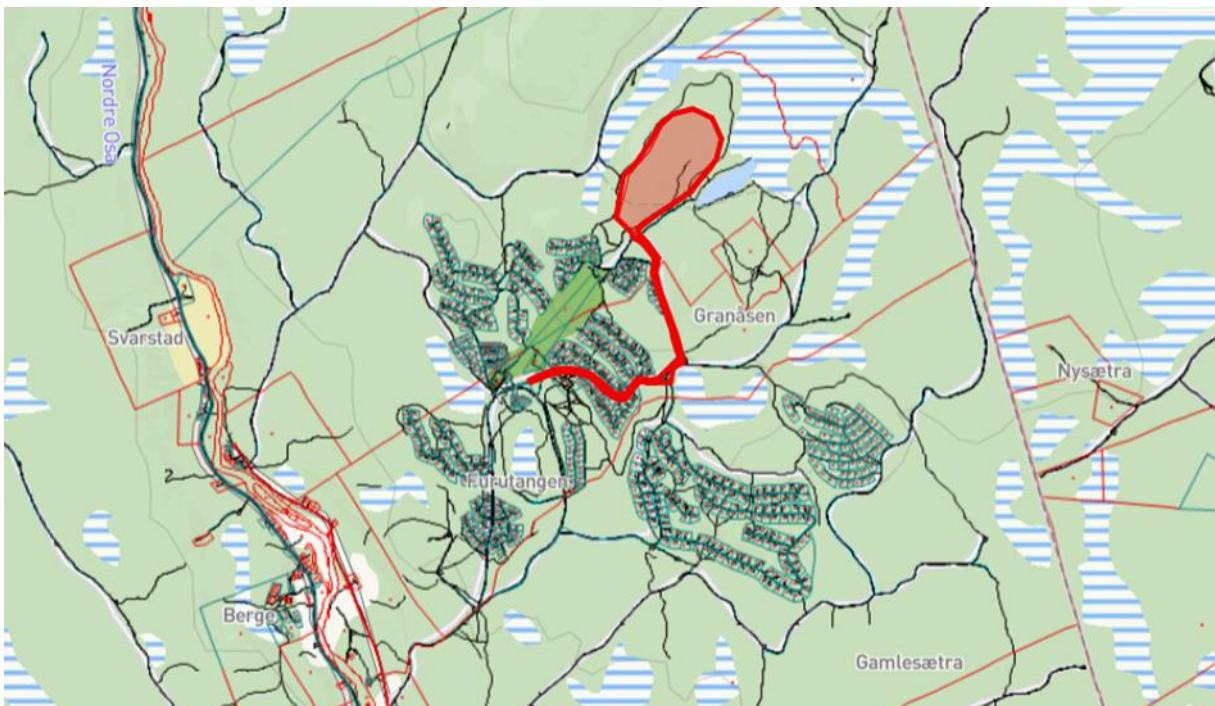 Nordre Osa
Svarstad
Granåsen
Nysætra
Furutangen
Berge
Gamlesætra